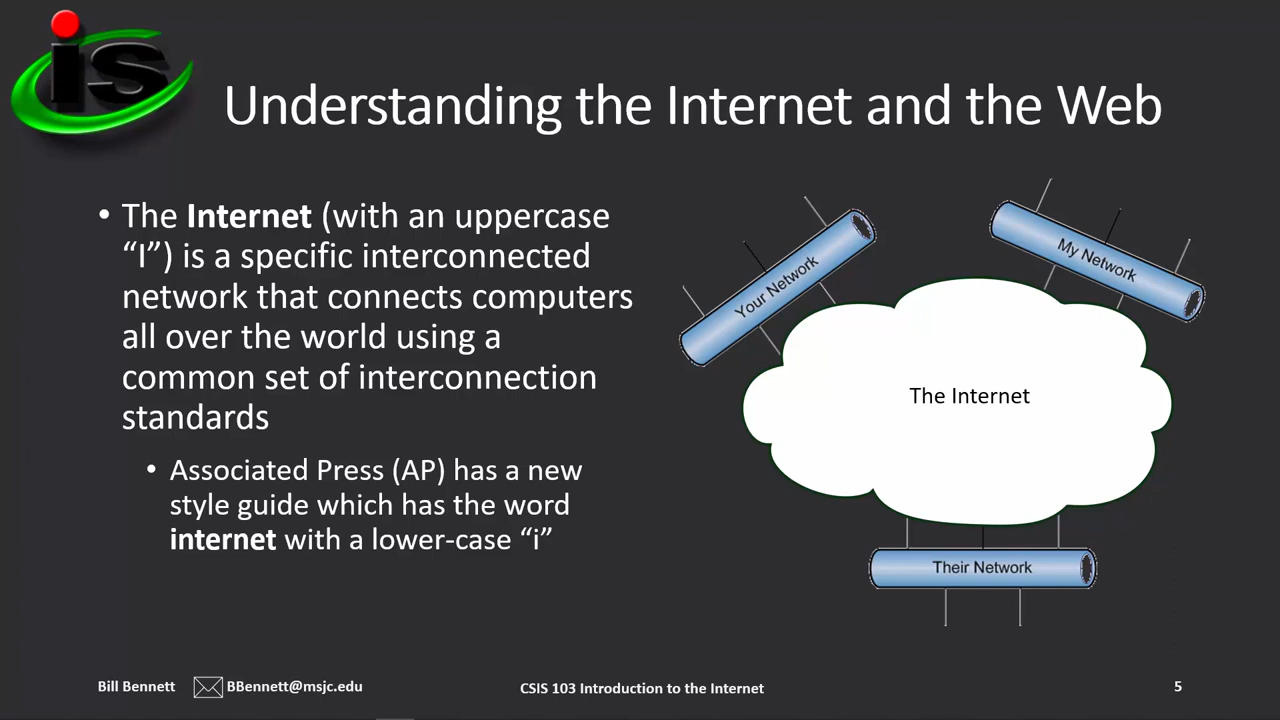 is
Understanding the Internet and the Web
• The Internet (with an uppercase
“I”) is a specific interconnected
network that connects computers
all over the world using a
common set of interconnection
standards
• Associated Press (AP) has a new
style guide which has the word
internet with a lower-case “i”
Your Network
My Network
The Internet
Their Network
Bill Bennett
BBennett@msjc.edu
CSIS 103 Introduction to the Internet
5